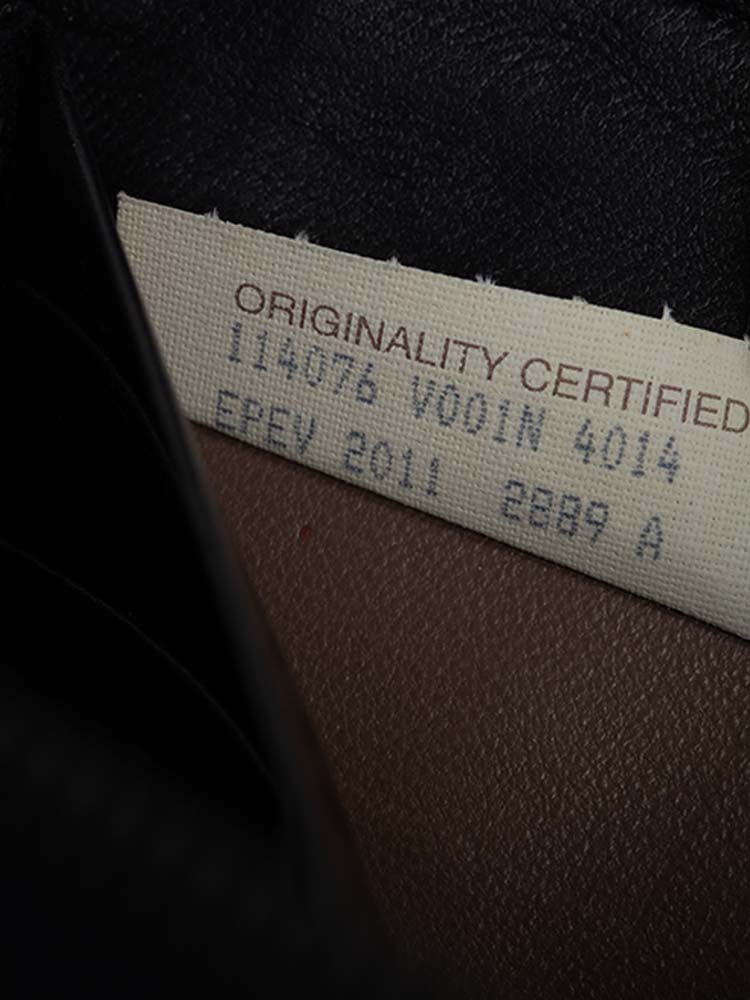 ORIGINALITY CERTIFIED
114076 V001N 4014
EPEV 2011 2889 A